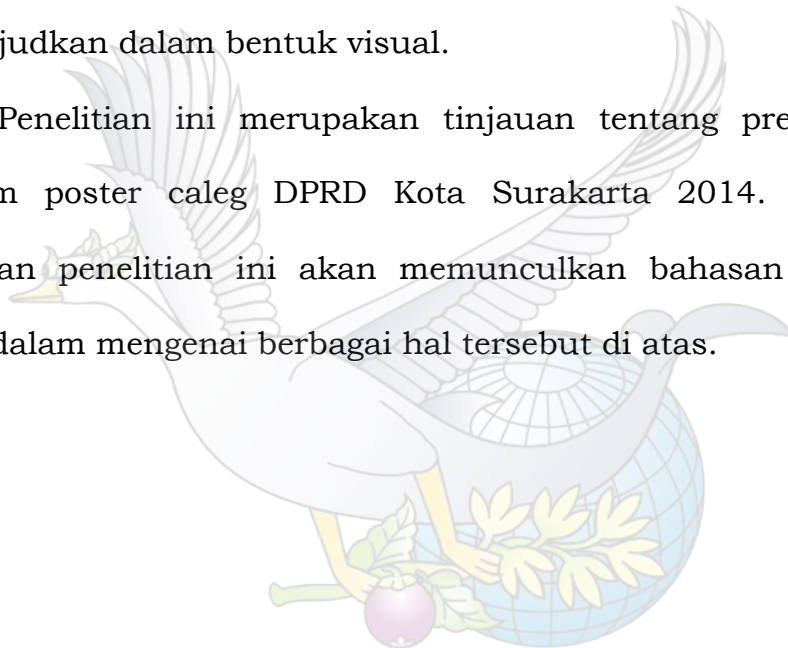 judkan dalam bentuk visual.
Penelitian ini merupakan tinjauan tentang pre
m poster caleg DPRD Kota Surakarta 2014.
an penelitian ini akan memunculkan bahasan
dalam mengenai berbagai hal tersebut di atas.